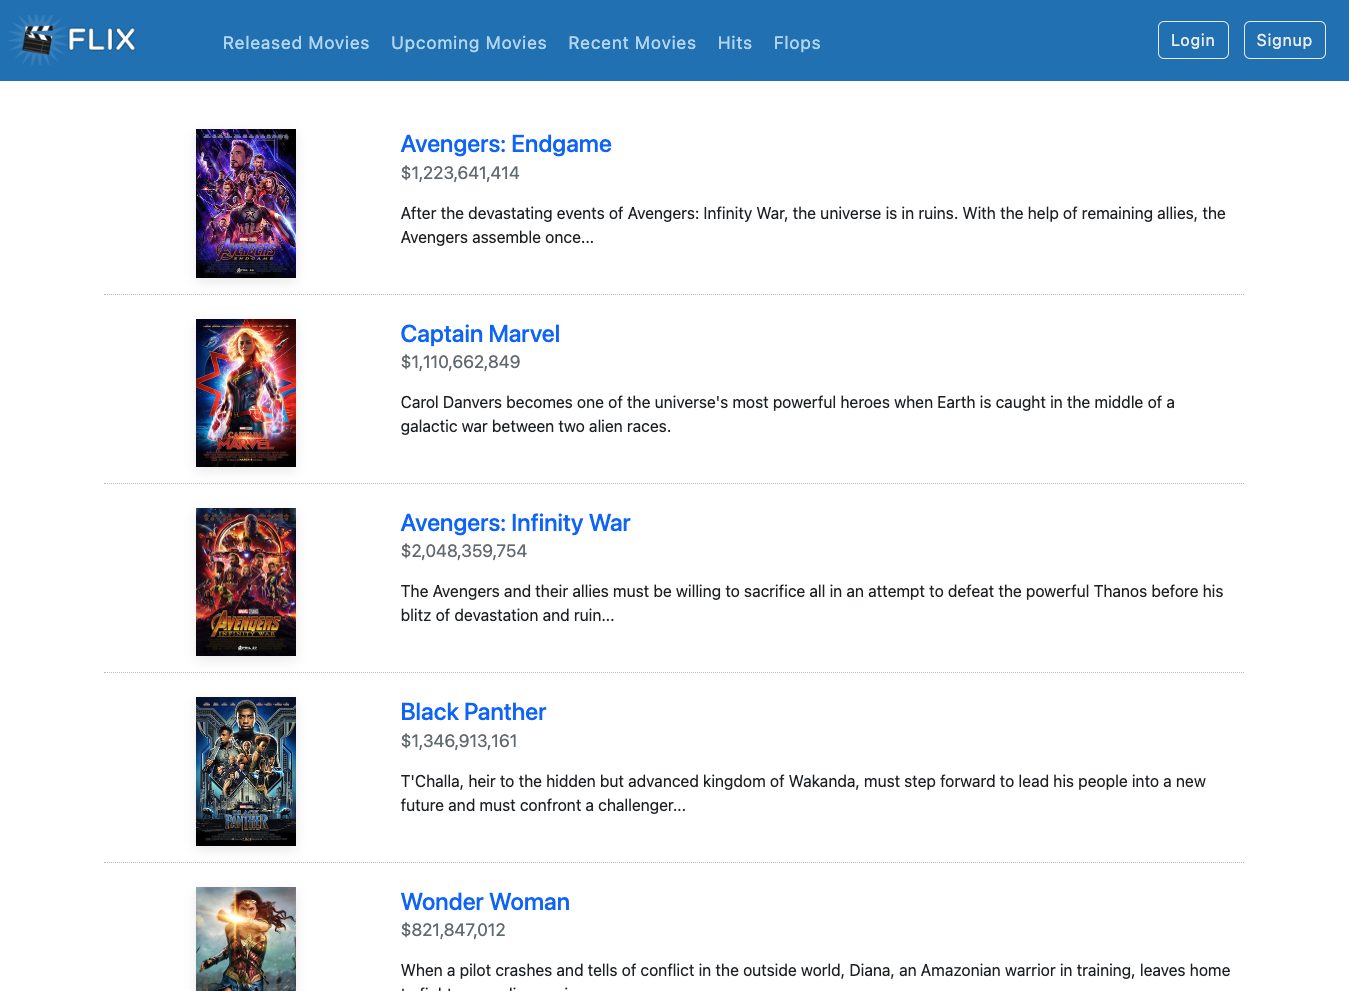 FLIX
Released Movies Upcoming Movies Recent Movies Hits Flops
Login Signup
AVENGERS
ENDGAME
Avengers: Endgame
$1,223,641,414
After the devastating events of Avengers: Infinity War, the universe is in ruins. With the help of remaining allies, the
Avengers assemble once...
CAPTAIN
MARVEL
Captain Marvel
$1,110,662,849
Carol Danvers becomes one of the universe's most powerful heroes when Earth is caught in the middle of a
galactic war between two alien races.
AVENGERS
INFINITY WAR
APRIL 27
Avengers: Infinity War
$2,048,359,754
The Avengers and their allies must be willing to sacrifice all in an attempt to defeat the powerful Thanos before his
blitz of devastation and ruin...
BLACK
PANTHER
Black Panther
$1,346,913,161
T'Challa, heir to the hidden but advanced kingdom of Wakanda, must step forward to lead his people into a new
future and must confront a challenger...
Wonder Woman
$821,847,012
When a pilot crashes and tells of conflict in the outside world, Diana, an Amazonian warrior in training, leaves home